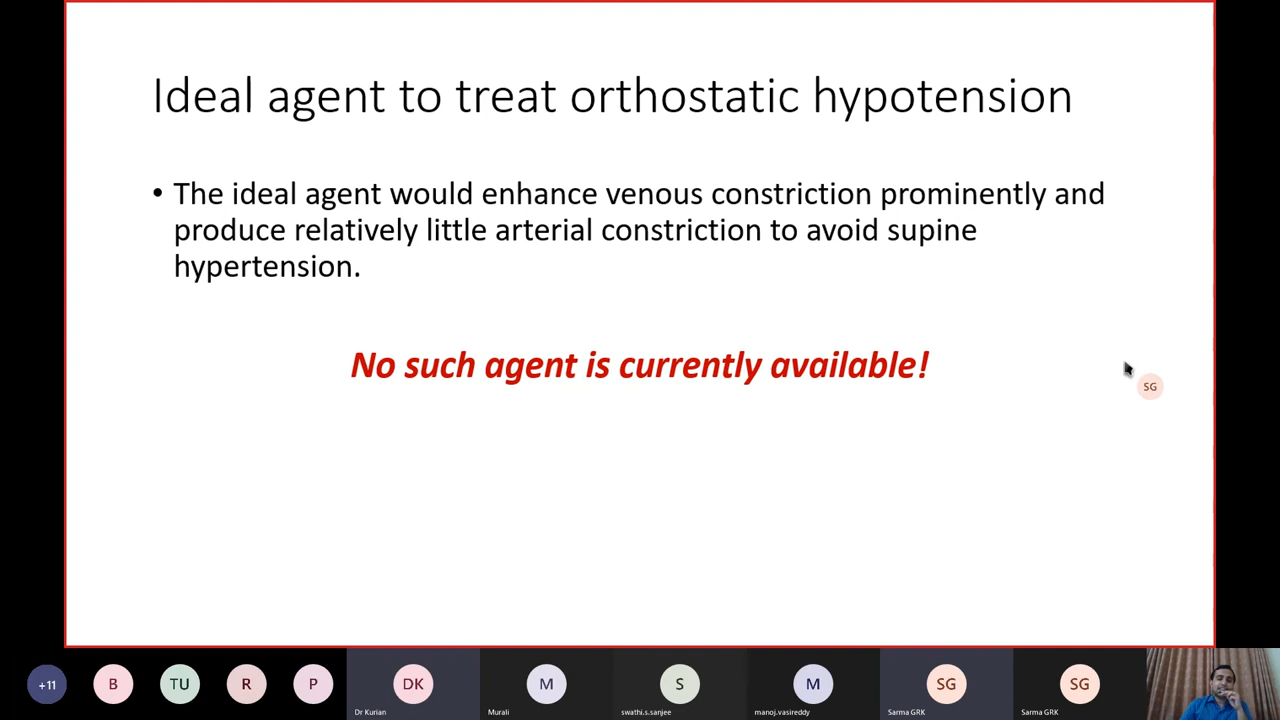 Ideal agent to treat orthostatic hypotension
• The ideal agent would enhance venous constriction prominently and
produce relatively little arterial constriction to avoid supine
hypertension.
No such agent is currently available!
SG
+11
B
TU
R
P
DK
Dr Kurian
M
Murali
S
swathi.s.sanjee
M
manoj.vasireddy
SG
Sarma GRK
SG
Sarma GRK